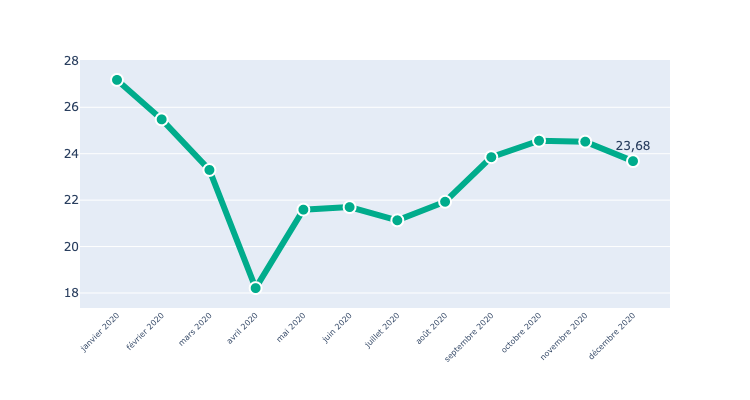 28
26
24
22
20
18
23,68
janvier 2020
février 2020
mars 2020
avril 2020
mai 2020
juin 2020
juillet 2020
août 2020
septembre 2020
octobre 2020
novembre 2020
décembre 2020